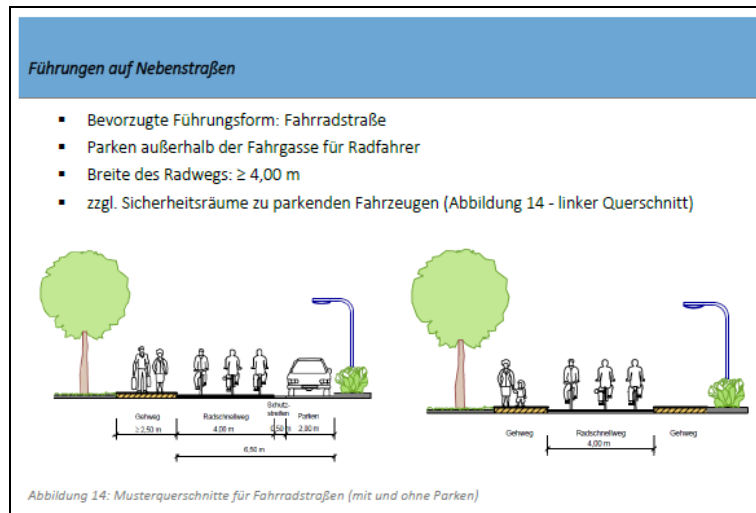 Führungen auf Nebenstraßen
▪ Bevorzugte Führungsform: Fahrradstraße
▪ Parken außerhalb der Fahrgasse für Radfahrer
▪ Breite des Radwegs: ≥ 4,00 m
▪ zzgl. Sicherheitsräume zu parkenden Fahrzeugen (Abbildung 14 - linker Querschnitt)
Gehweg
≥ 2,50 m
Radschnellweg
4,00 m
Schutz-
streifen
0,50 m
Parken
2,00 m
6,50 m
Gehweg
Radschnellweg
4,00 m
Gehweg
Abbildung 14: Musterquerschnitte für Fahrradstraßen (mit und ohne Parken)